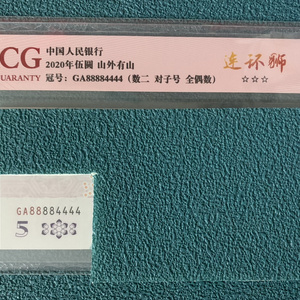 CG 中国人民银行
UARANTY 2020年伍圆 山外有山
冠号：GA88884444（数二 对子号 全偶数）
连环狮
☆☆☆
GA88884444
5